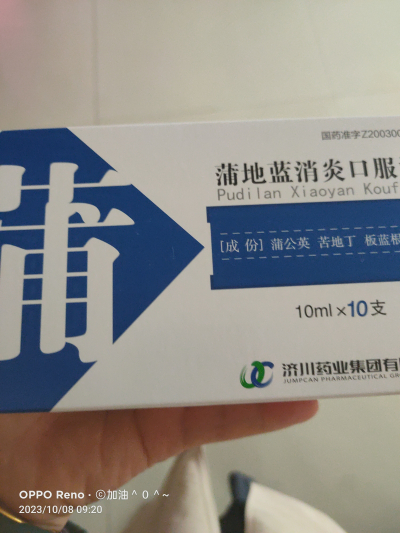 国药准字Z200300
蒲地蓝消炎口服
Pudilan Xiaoyan Kouf
[成份] 蒲公英 苦地丁 板蓝根
10ml×10支
济川药业集团有
JUMPCAN PHARMACEUTICAL GR
蒲
OPPO Reno · ©加油^0^~
2023/10/08 09:20